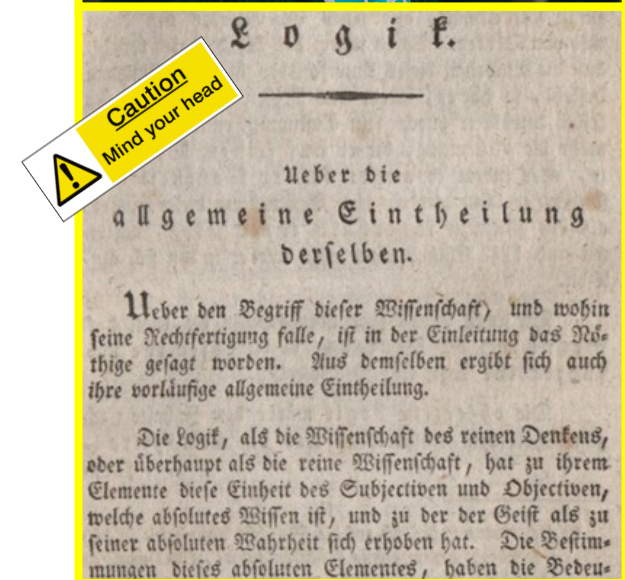 Logik.
Caution
Mind your head
Ueber die
allgemeine Eintheilung
derselben.
Ueber den Begriff dieser Wissenschaft, und wohin
seine Rechtfertigung falle, ist in der Einleitung das Nö-
thige gesagt worden. Aus demselben ergibt sich auch
ihre vorläufige allgemeine Eintheilung.
Die Logik, als die Wissenschaft des reinen Denkens,
oder überhaupt als die reine Wissenschaft, hat zu ihrem
Elemente diese Einheit des Subjectiven und Objectiven,
welche absolutes Wissen ist, und zu der der Geist als zu
seiner absoluten Wahrheit sich erhoben hat. Die Bestim-
mungen dieses absoluten Elementes, haben die Bedeu-